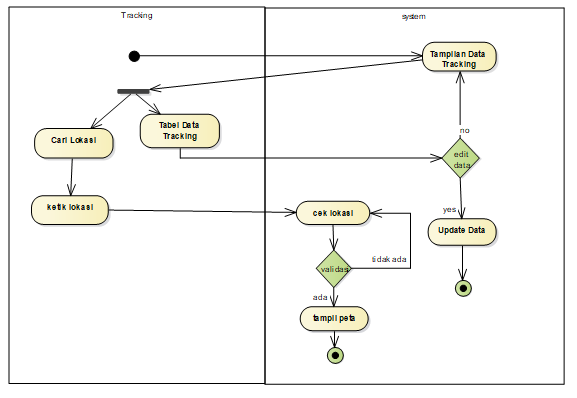 Tracking
system
Tampilan Data
Tracking
Tabel Data
Tracking
Cari Lokasi
no
edit
data
ketik lokasi
cek lokasi
yes
Update Data
validasi
tidak ada
ada
tampil peta